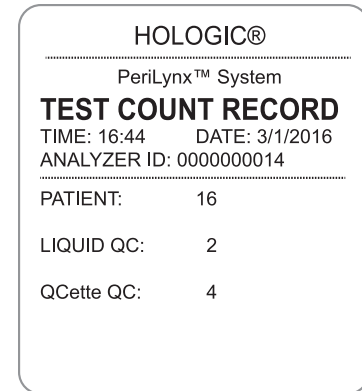 HOLOGIC®
PeriLynx™ System
TEST COUNT RECORD
TIME: 16:44 DATE: 3/1/2016
ANALYZER ID: 0000000014
PATIENT: 16
LIQUID QC: 2
QCette QC: 4